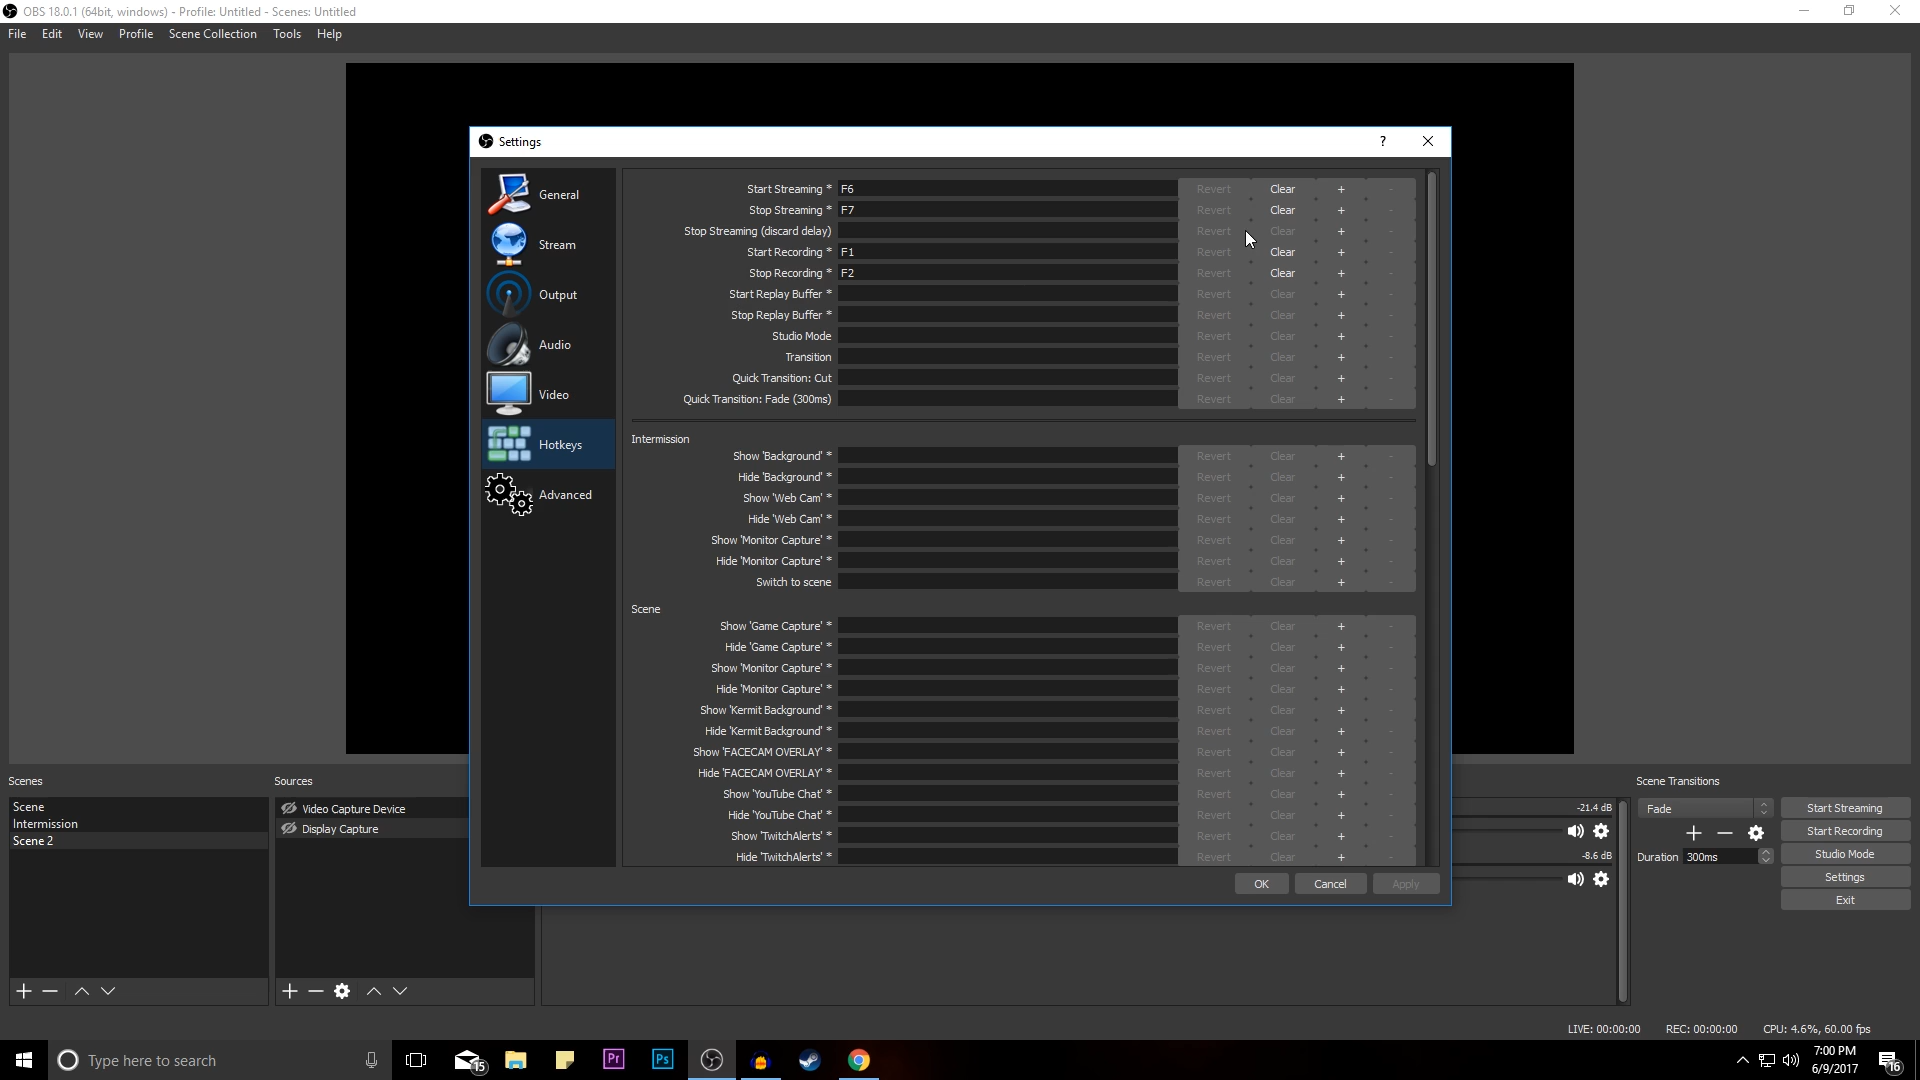 OBS 18.0.1 (64bit, windows) - Profile: Untitled - Scenes: Untitled
File Edit View Profile Scene Collection Tools Help
Settings ?
General
Stream
Output
Audio
Video
Hotkeys
Advanced
Start Streaming * F6 Revert Clear + -
Stop Streaming * F7 Revert Clear + -
Stop Streaming (discard delay) Revert Clear + -
Start Recording * F1 Revert Clear + -
Stop Recording * F2 Revert Clear + -
Start Replay Buffer * Revert Clear + -
Stop Replay Buffer * Revert Clear + -
Studio Mode Revert Clear + -
Transition Revert Clear + -
Quick Transition: Cut Revert Clear + -
Quick Transition: Fade (300ms) Revert Clear + -
Intermission
Show 'Background' * Revert Clear + -
Hide 'Background' * Revert Clear + -
Show 'Web Cam' * Revert Clear + -
Hide 'Web Cam' * Revert Clear + -
Show 'Monitor Capture' * Revert Clear + -
Hide 'Monitor Capture' * Revert Clear + -
Switch to scene Revert Clear + -
Scene
Show 'Game Capture' * Revert Clear + -
Hide 'Game Capture' * Revert Clear + -
Show 'Monitor Capture' * Revert Clear + -
Hide 'Monitor Capture' * Revert Clear + -
Show 'Kermit Background' * Revert Clear + -
Hide 'Kermit Background' * Revert Clear + -
Show 'FACECAM OVERLAY' * Revert Clear + -
Hide 'FACECAM OVERLAY' * Revert Clear + -
Show 'YouTube Chat' * Revert Clear + -
Hide 'YouTube Chat' * Revert Clear + -
Show 'TwitchAlerts' * Revert Clear + -
Hide 'TwitchAlerts' * Revert Clear + -
OK Cancel Apply
Scenes
Scene
Intermission
Scene 2
Sources
Video Capture Device
Display Capture
-21.4 dB
-8.6 dB
Scene Transitions
Fade
Duration 300ms
Start Streaming
Start Recording
Studio Mode
Settings
Exit
LIVE: 00:00:00 REC: 00:00:00 CPU: 4.6%, 60.00 fps
Type here to search
15
Pr
Ps
7:00 PM
6/9/2017
16